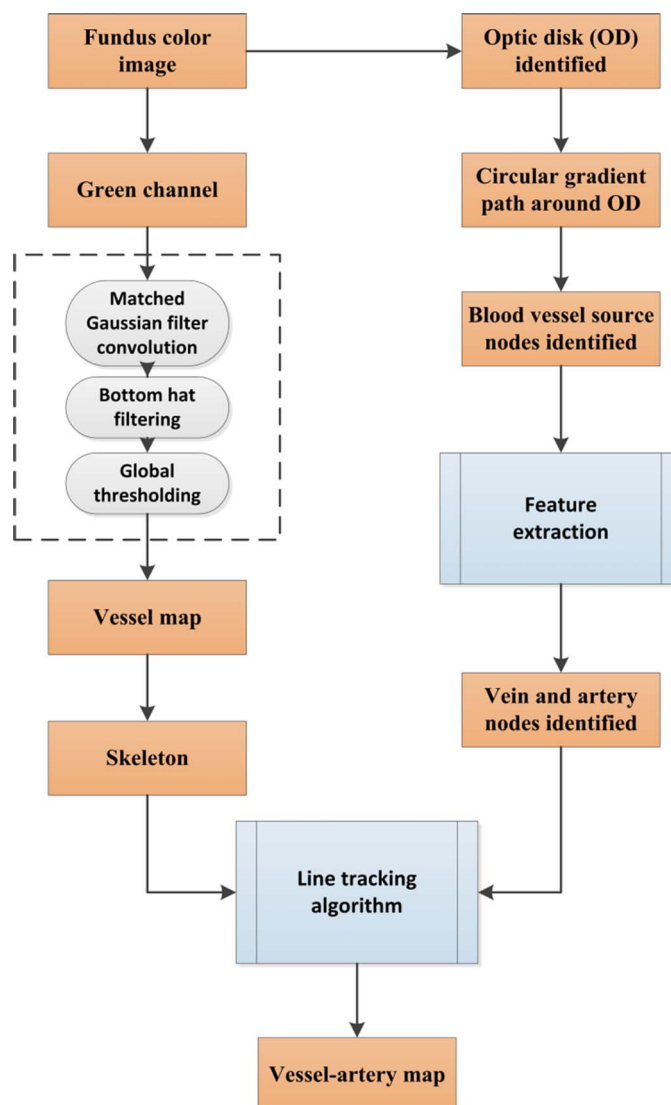 Fundus color
image
Optic disk (OD)
identified
Green channel
Circular gradient
path around OD
Matched
Gaussian filter
convolution
Blood vessel source
nodes identified
Bottom hat
filtering
Global
thresholding
Feature
extraction
Vessel map
Vein and artery
nodes identified
Skeleton
Line tracking
algorithm
Vessel-artery map